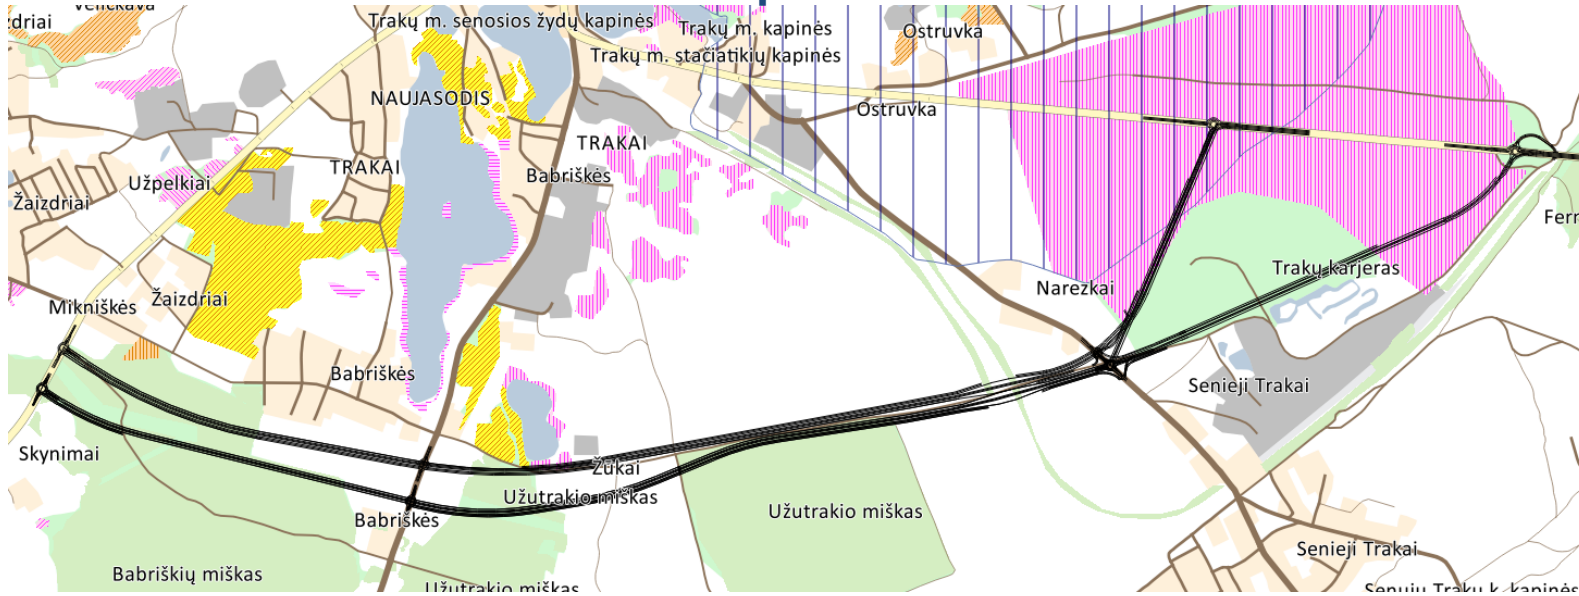 Velčkava
ždriai
Trakų m. senosios žydų kapinės
Trakų m. kapinės
Ostruvka
Trakų m. stačiatikių kapinės
NAUJASODIS
Ostruvka
TRAKAI
TRAKAI
Babriškės
Užpelkiai
Žaizdriai
Trakų karjeras
Narezkai
Žaizdriai
Mikniškės
Babriškės
Senieji Trakai
Skynimai
Žukai
Užutrakio miškas
Užutrakio miškas
Babriškės
Senieji Trakai
Babriškių miškas
Užutrakio miškas
Senųjų Trakų k. kapinės